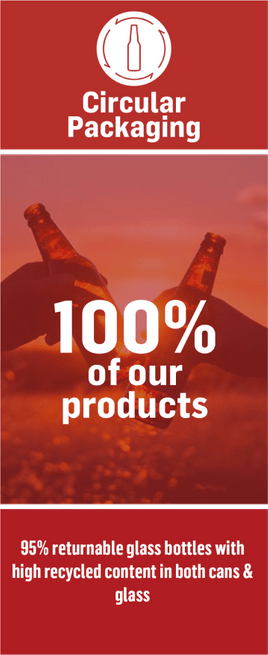 Circular
Packaging
100%
of our
products
95% returnable glass bottles with
high recycled content in both cans &
glass